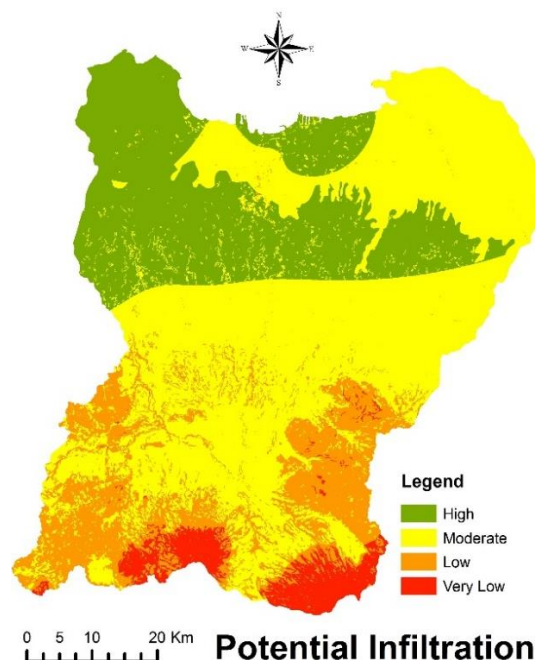 N
W E
S
Legend
High
Moderate
Low
Very Low
0 5 10 20 Km
Potential Infiltration